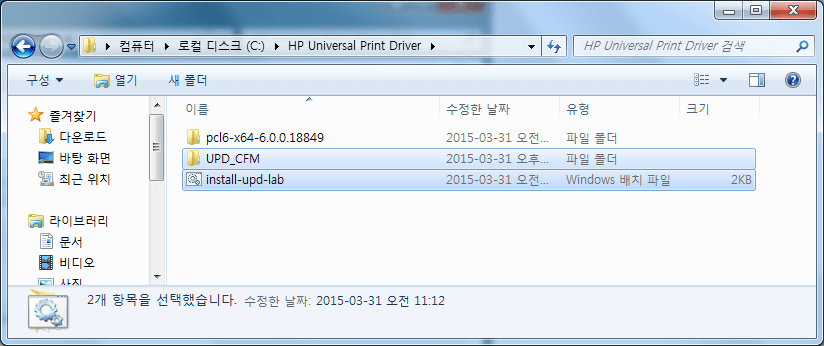 컴퓨터 로컬 디스크 (C:) HP Universal Print Driver HP Universal Print Driver 검색
구성 열기 새 폴더
즐겨찾기
다운로드
바탕 화면
최근 위치
라이브러리
문서
비디오
사진
이름 수정한 날짜 유형 크기
pcl6-x64-6.0.0.18849 2015-03-31 오전... 파일 폴더
UPD_CFM 2015-03-31 오후... 파일 폴더
install-upd-lab 2015-03-31 오전... Windows 배치 파일 2KB
2개 항목을 선택했습니다. 수정한 날짜: 2015-03-31 오전 11:12